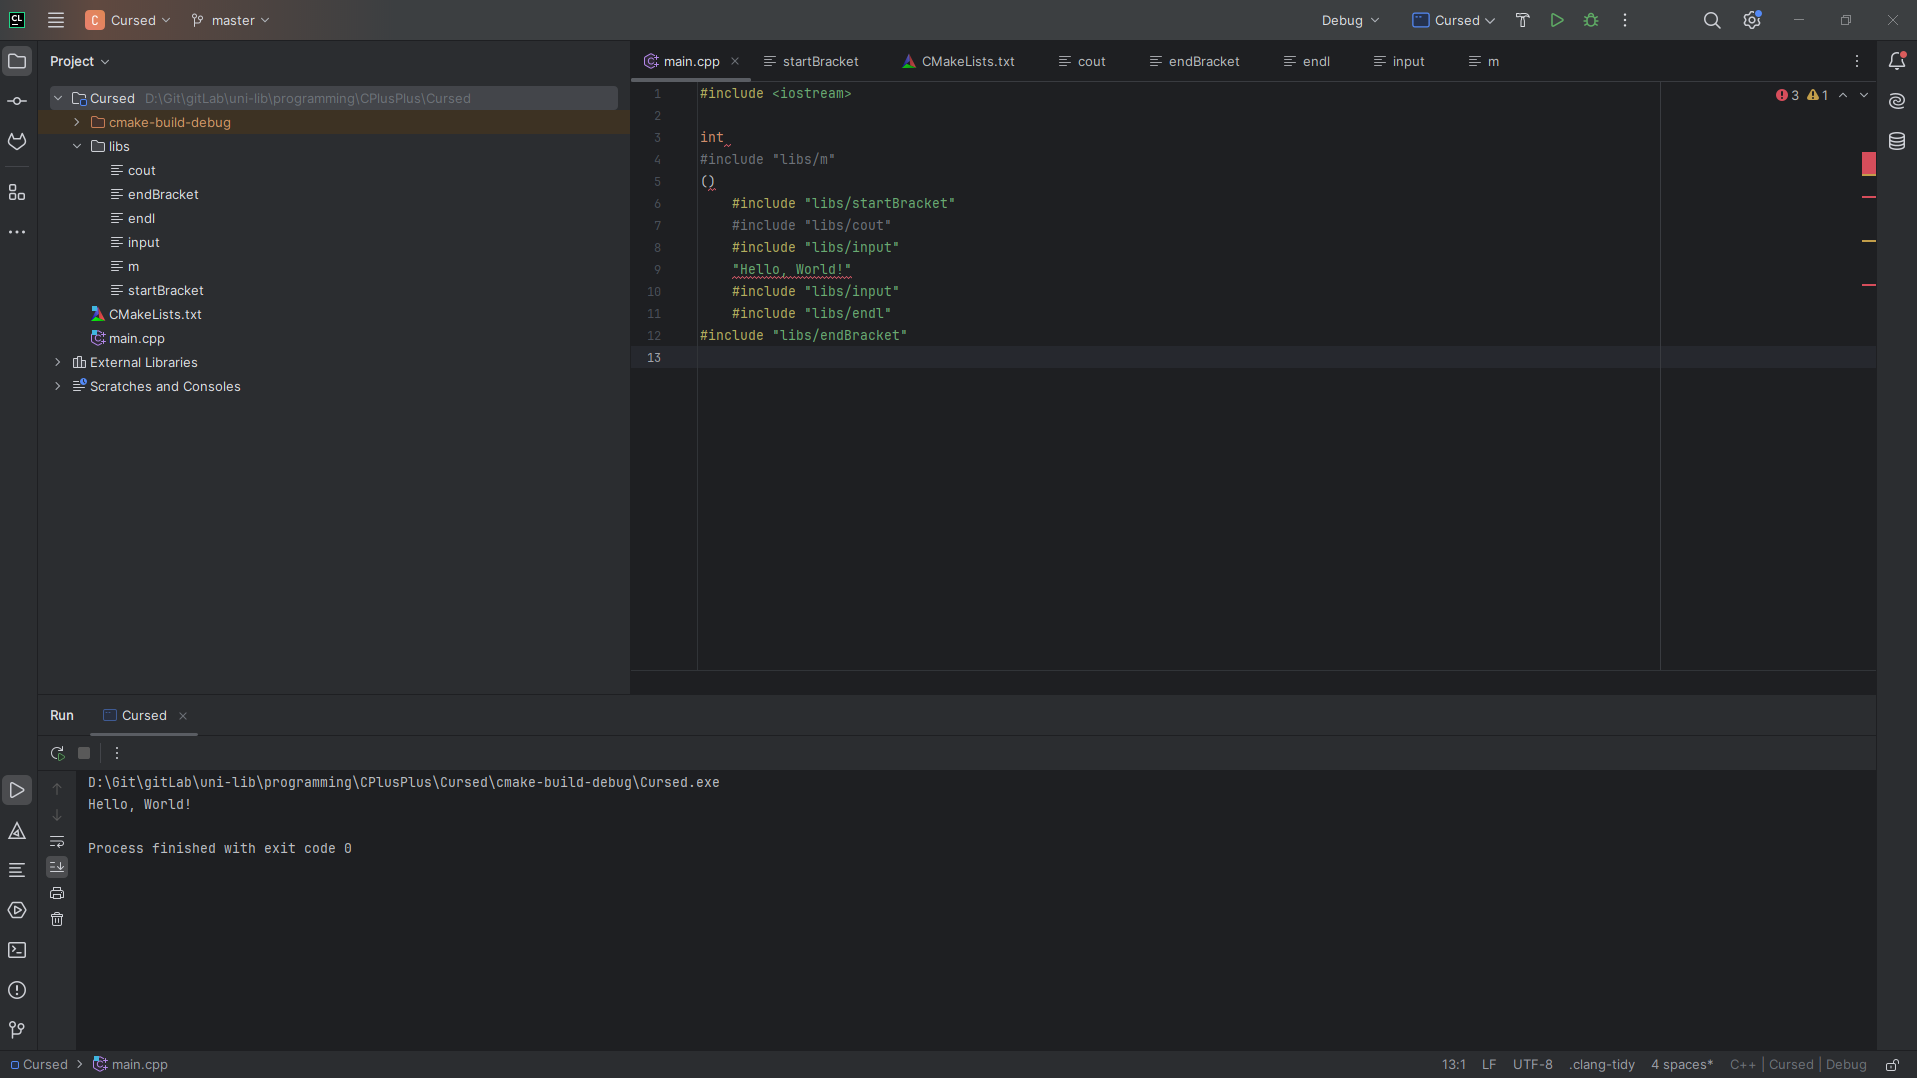 CL C Cursed master Debug Cursed
Project
main.cpp startBracket CMakeLists.txt cout endBracket endl input m
Cursed D:\Git\gitLab\uni-lib\programming\CPlusPlus\Cursed
cmake-build-debug
libs
cout
endBracket
endl
input
m
startBracket
CMakeLists.txt
main.cpp
External Libraries
Scratches and Consoles
3 1
1 #include <iostream>
2
3 int
4 #include "libs/m"
5 ()
6 #include "libs/startBracket"
7 #include "libs/cout"
8 #include "libs/input"
9 "Hello, World!"
10 #include "libs/input"
11 #include "libs/endl"
12 #include "libs/endBracket"
13
Run Cursed
D:\Git\gitLab\uni-lib\programming\CPlusPlus\Cursed\cmake-build-debug\Cursed.exe
Hello, World!
Process finished with exit code 0
Cursed main.cpp 13:1 LF UTF-8 .clang-tidy 4 spaces* C++ | Cursed | Debug